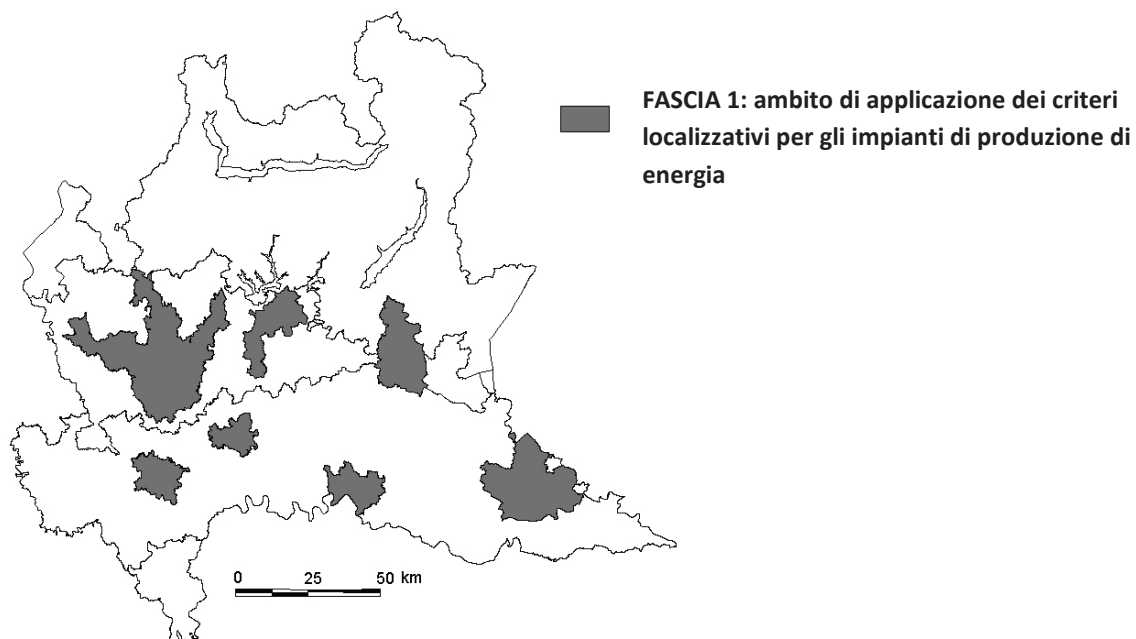 FASCIA 1: ambito di applicazione dei criteri
localizzativi per gli impianti di produzione di
energia
0 25 50 km